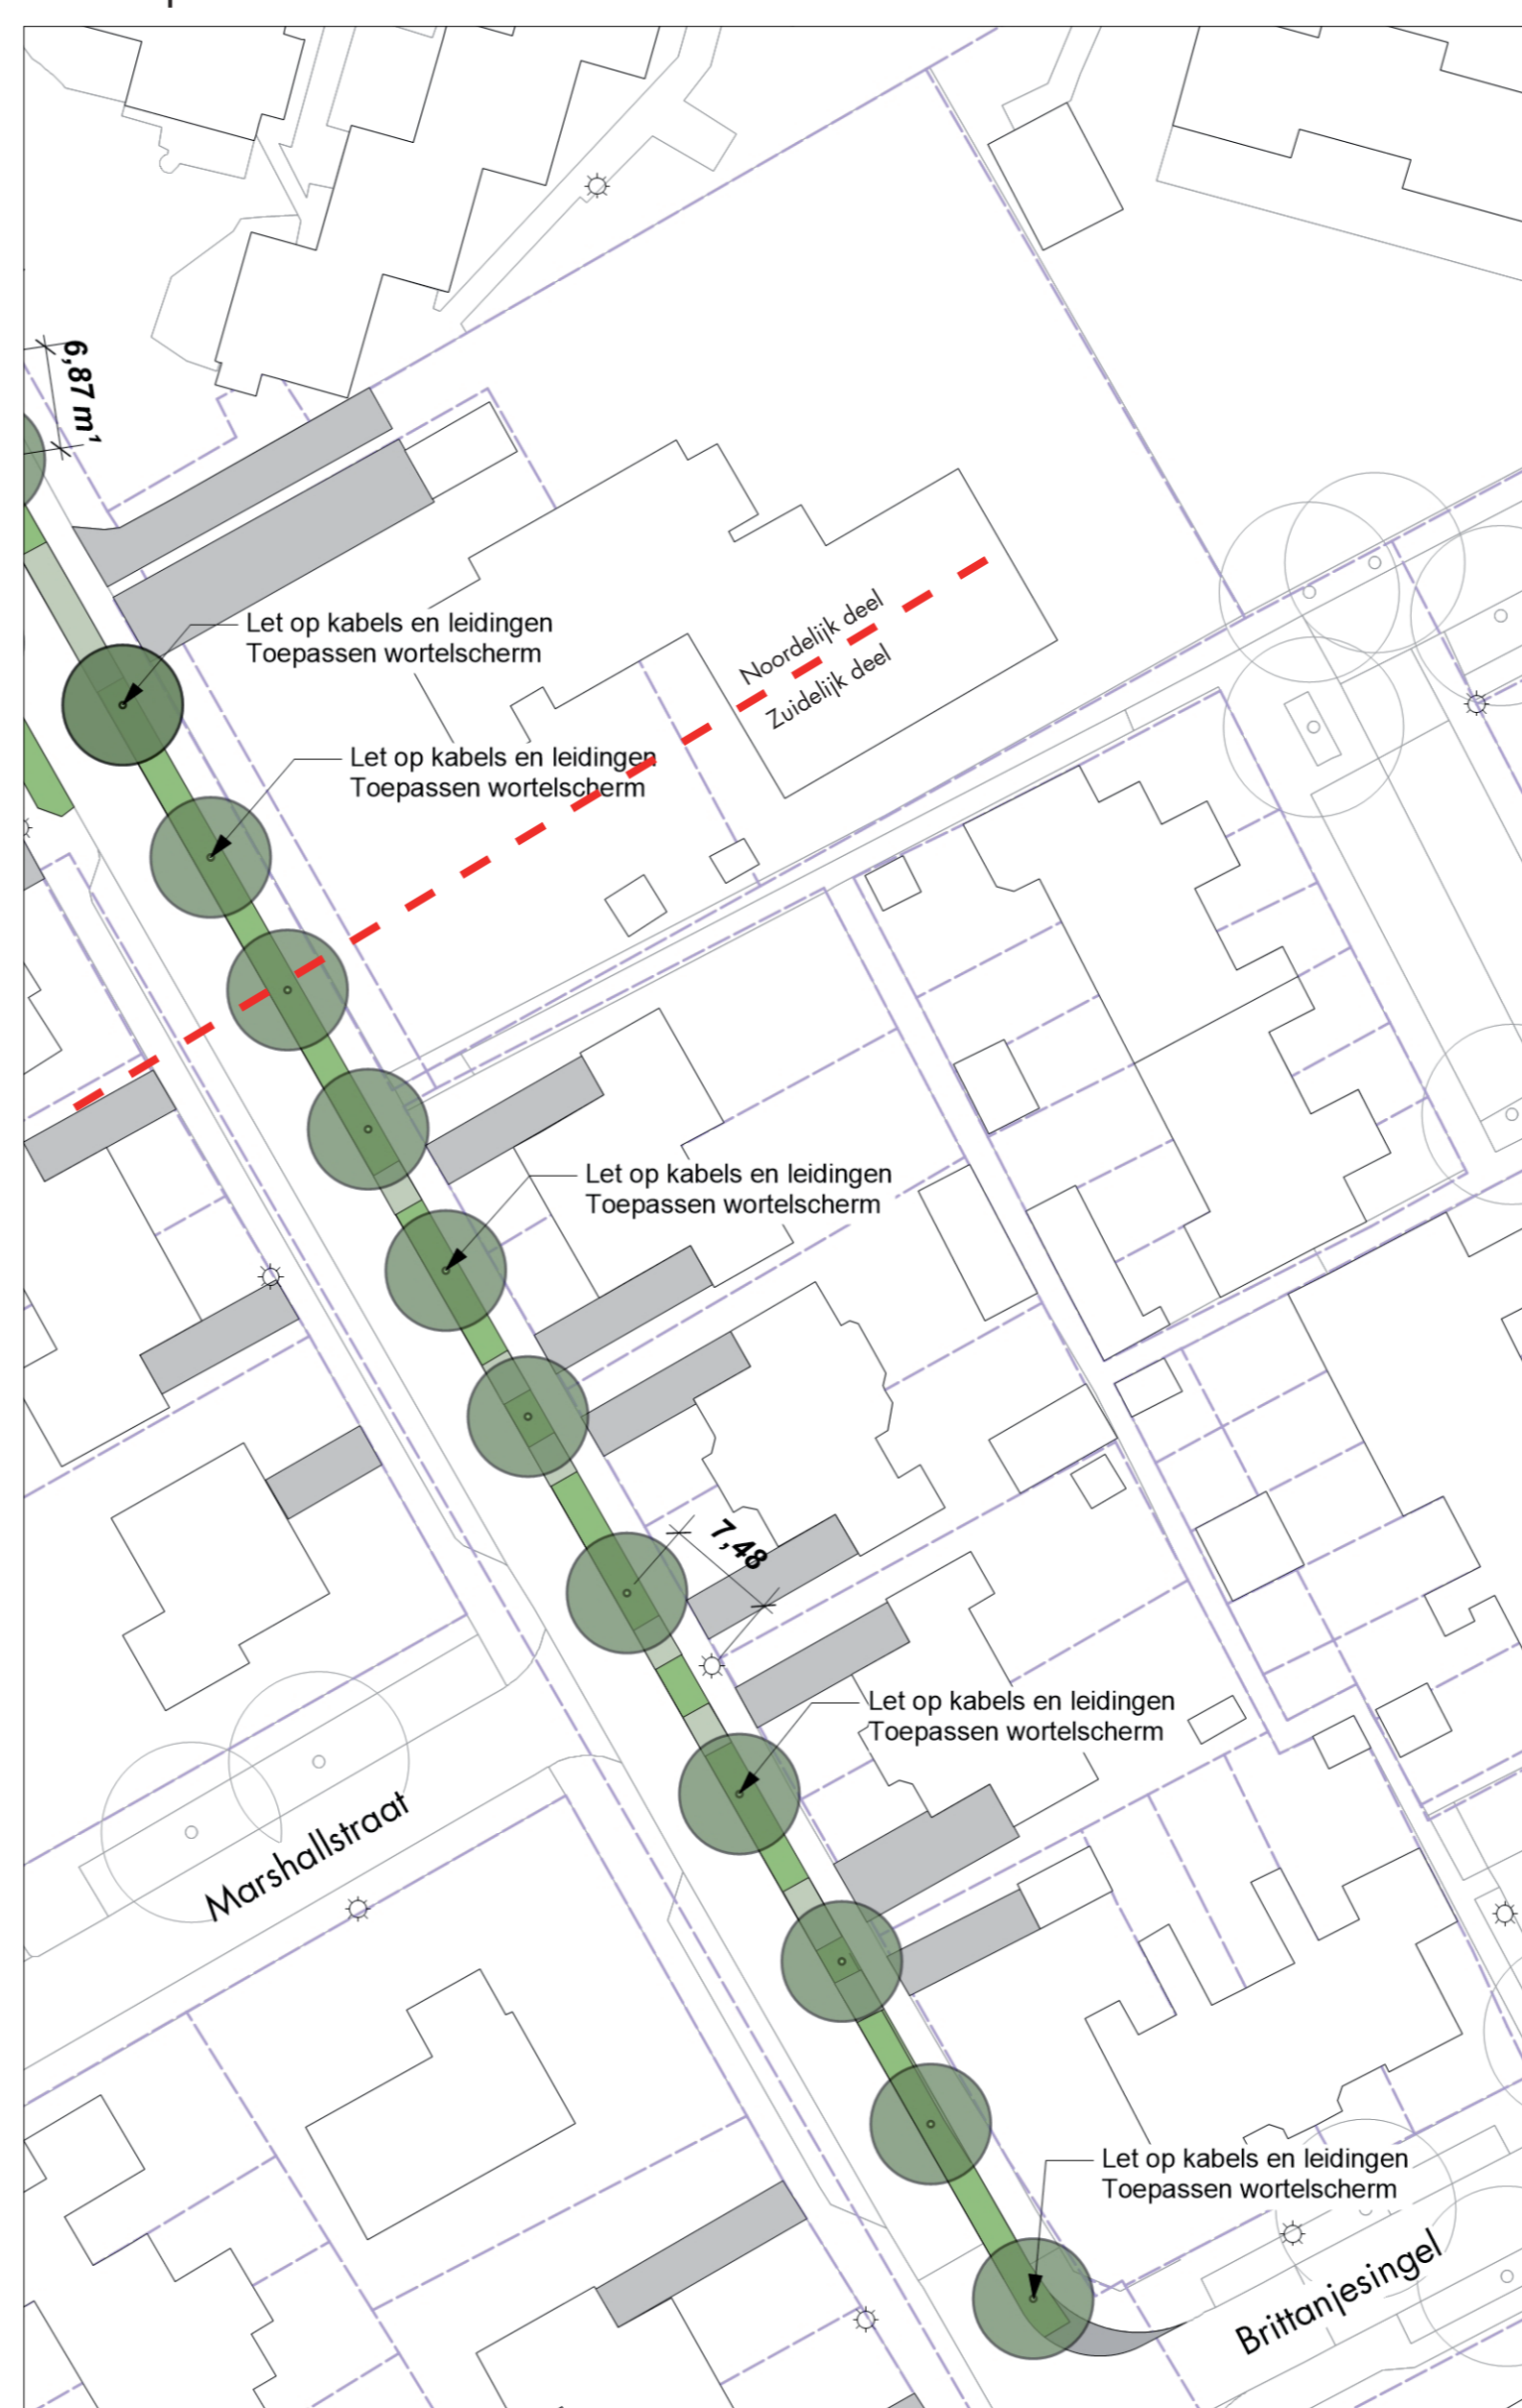 6,87 m¹
Let op kabels en leidingen
Toepassen wortelscherm
Noordelijk deel
Zuidelijk deel
Let op kabels en leidingen
Toepassen wortelscherm
Let op kabels en leidingen
Toepassen wortelscherm
7,48
Let op kabels en leidingen
Toepassen wortelscherm
Marshallstraat
Let op kabels en leidingen
Toepassen wortelscherm
Brittanjesingel